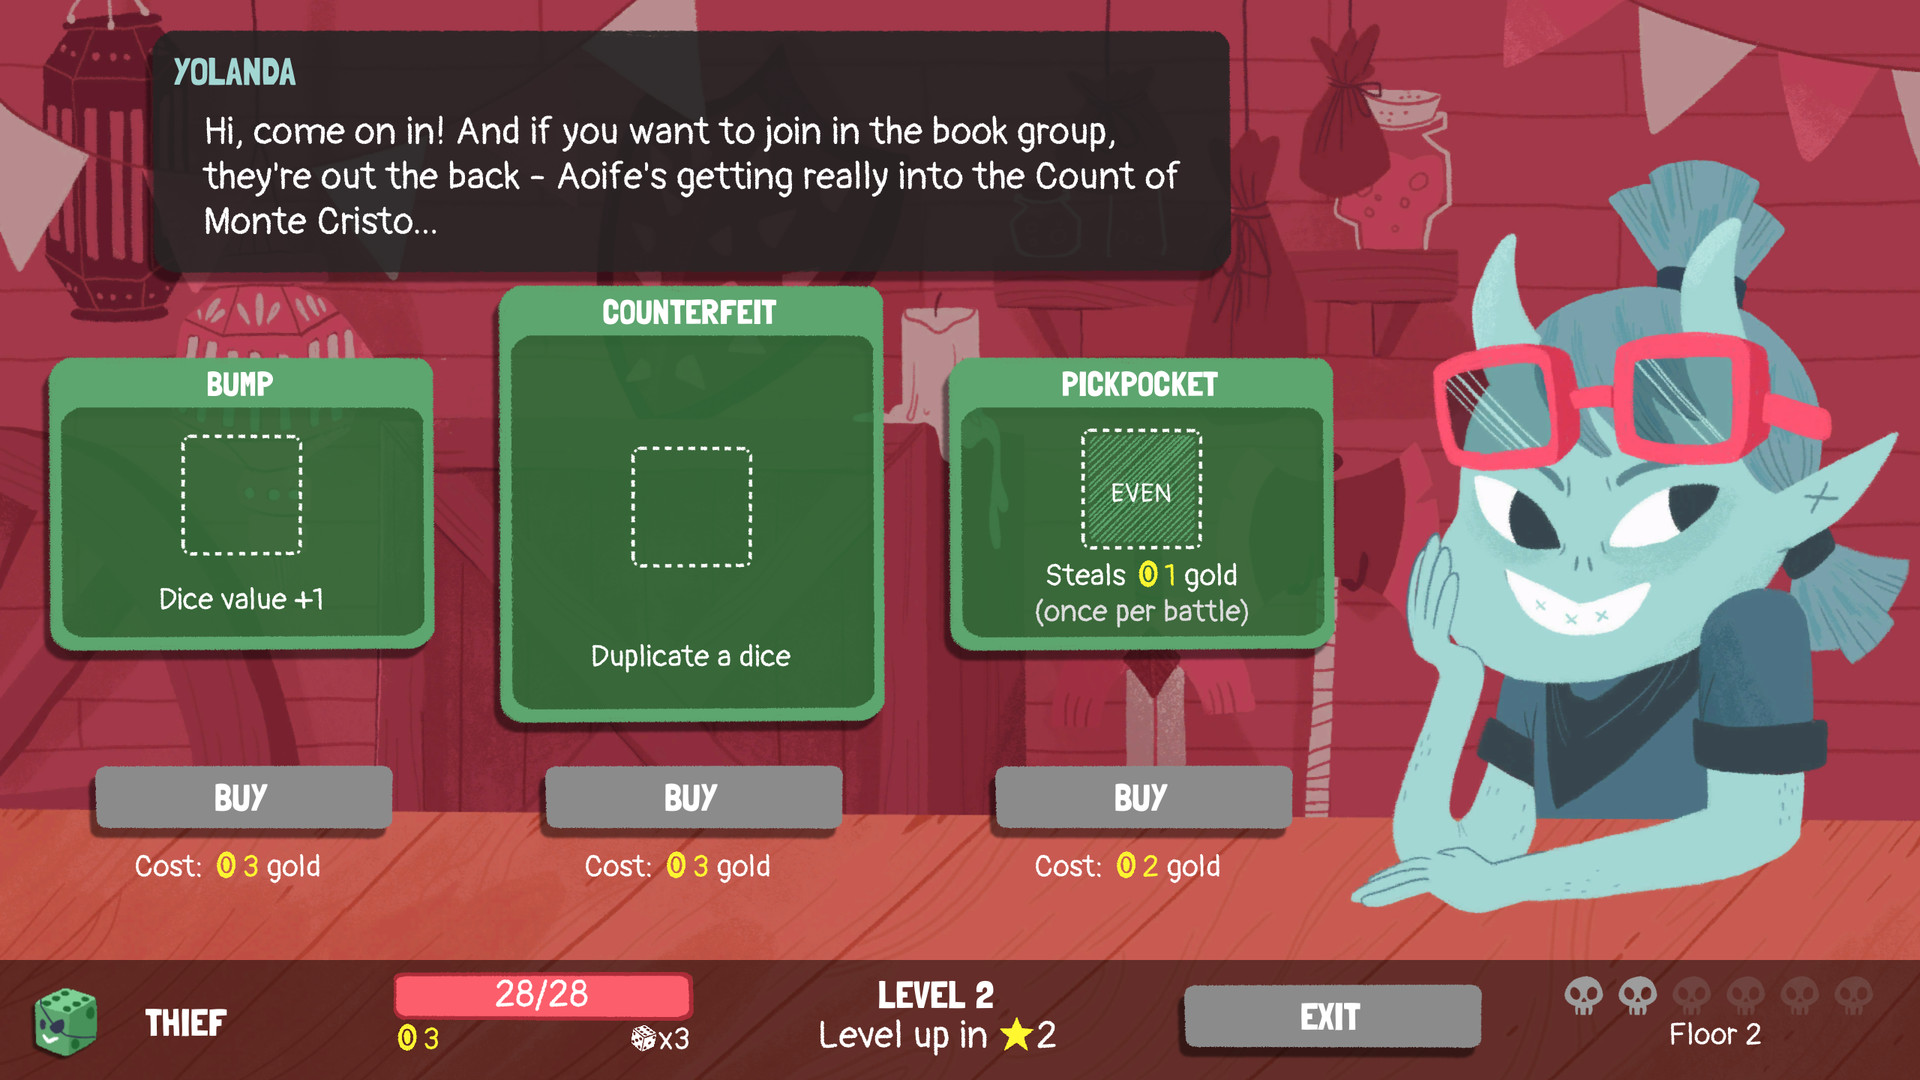 YOLANDA
Hi, come on in! And if you want to join in the book group,
they're out the back - Aoife's getting really into the Count of
Monte Cristo...
BUMP
Dice value +1
BUY
Cost: 3 gold
COUNTERFEIT
Duplicate a dice
BUY
Cost: 3 gold
PICKPOCKET
EVEN
Steals 1 gold
(once per battle)
BUY
Cost: 2 gold
THIEF
28/28
3
x3
LEVEL 2
Level up in 2
EXIT
Floor 2